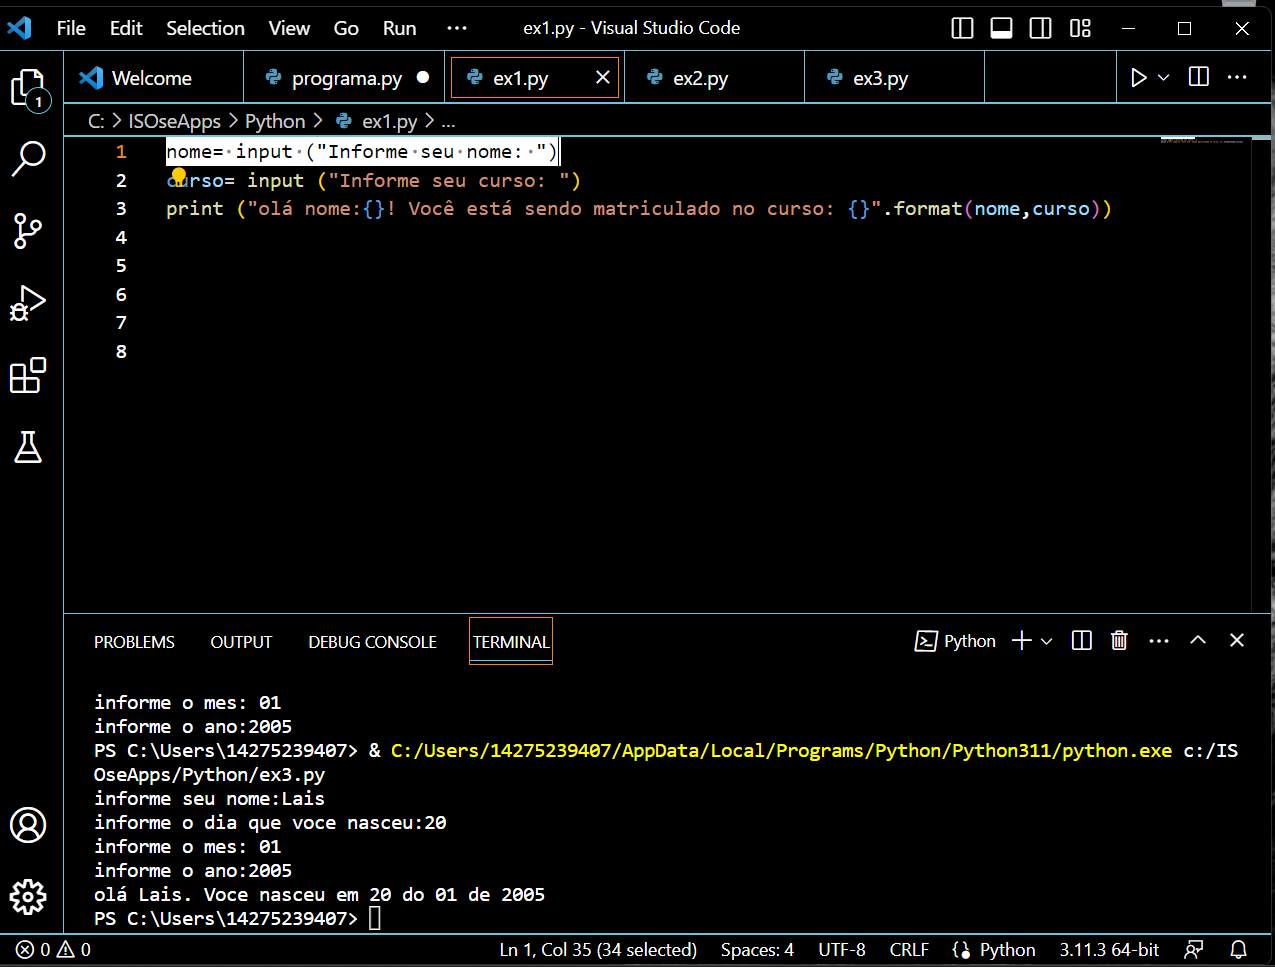 File Edit Selection View Go Run ··· ex1.py - Visual Studio Code
Welcome programa.py ex1.py ex2.py ex3.py
1
C: > ISOseApps > Python > ex1.py > ...
1 nome= input ("Informe seu nome: ")
2 curso= input ("Informe seu curso: ")
3 print ("olá nome:{}! Você está sendo matriculado no curso: {}".format(nome,curso))
4
5
6
7
8
PROBLEMS OUTPUT DEBUG CONSOLE TERMINAL Python
informe o mes: 01
informe o ano:2005
PS C:\Users\14275239407> & C:/Users/14275239407/AppData/Local/Programs/Python/Python311/python.exe c:/IS
OseApps/Python/ex3.py
informe seu nome:Lais
informe o dia que voce nasceu:20
informe o mes: 01
informe o ano:2005
olá Lais. Voce nasceu em 20 do 01 de 2005
PS C:\Users\14275239407>
0 0 Ln 1, Col 35 (34 selected) Spaces: 4 UTF-8 CRLF Python 3.11.3 64-bit